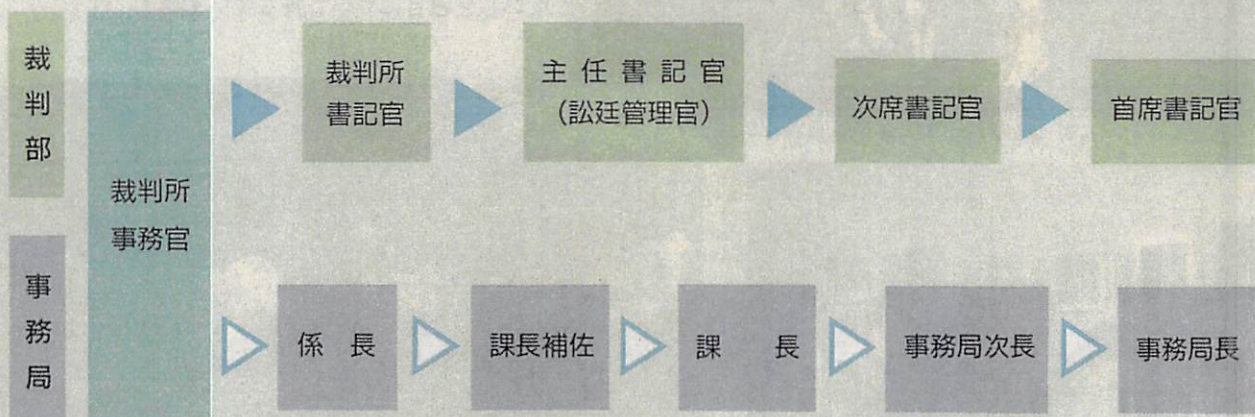 裁判部
裁判所
事務官
裁判所
書記官
主任書記官
(訟廷管理官)
次席書記官
首席書記官
事務局
係長
課長補佐
課長
事務局次長
事務局長